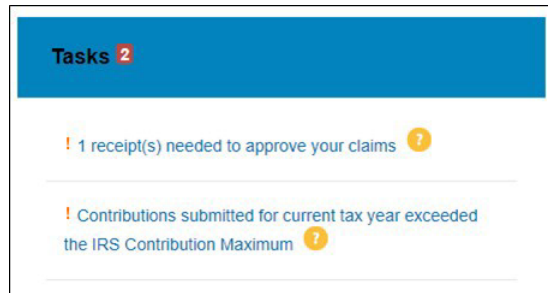 Tasks 2
! 1 receipt(s) needed to approve your claims ?
! Contributions submitted for current tax year exceeded
the IRS Contribution Maximum ?